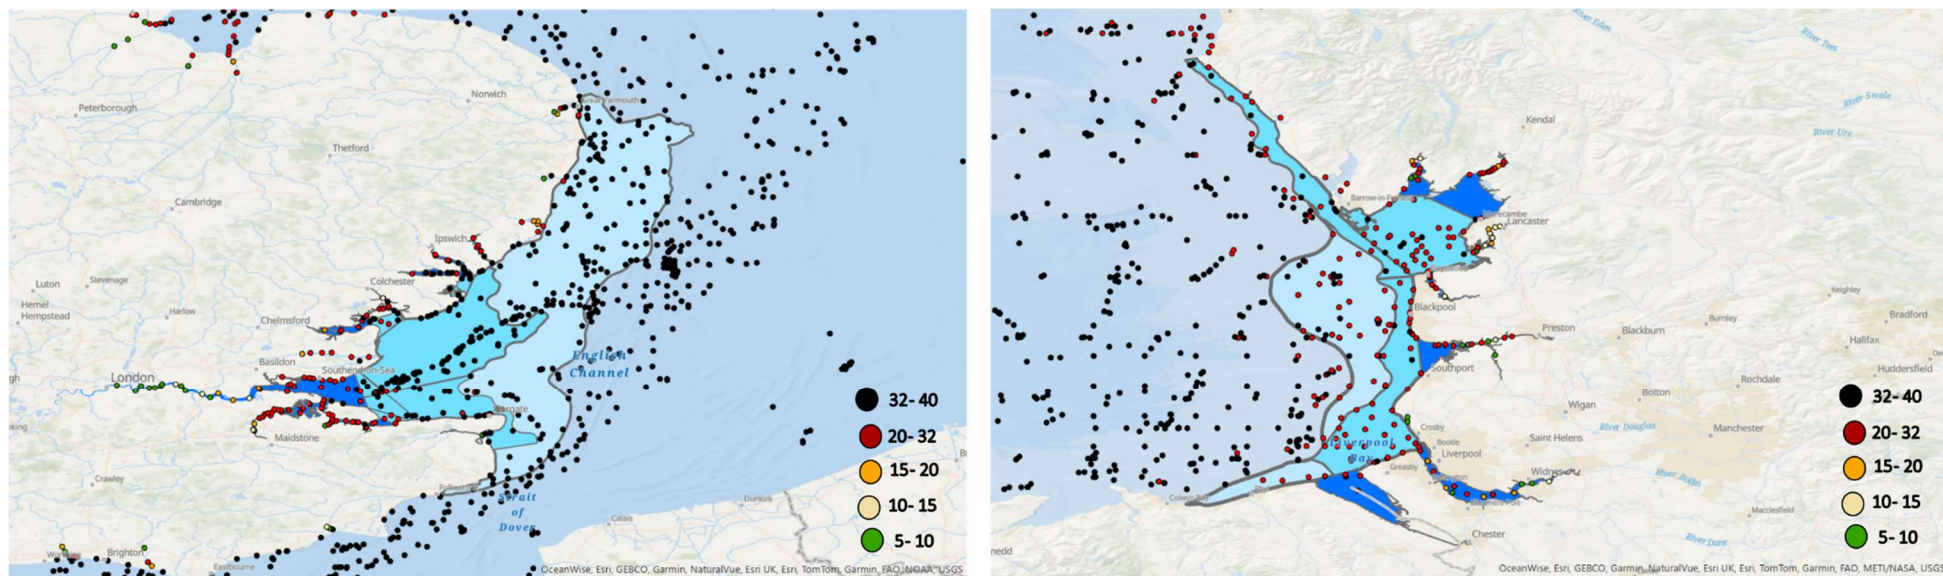 Norwich
Great Yarmouth
Peterborough
Thetford
Cambridge
Ipswich
Luton
Stevenage
Colchester
Hemel
Hempstead
Harlow
Chelmsford
Basildon
Southend-on-Sea
London
English
Channel
Margate
Maidstone
Crawley
Folkestone
Strait
of
Dover
Dunkirk
Calais
Brighton
Eastbourne
32-40
20-32
15-20
10-15
5-10
OceanWise, Esri, GEBCO, Garmin, NaturalVue, Esri UK, Esri, TomTom, Garmin, FAO, NOAA, USGS
River Eden
River Tees
River Swale
Kendal
River Ure
Barrow-in-Furness
Lancaster
Keighley
Blackpool
Preston
Blackburn
Burnley
Bradford
Halifax
Southport
Huddersfield
Rochdale
Bolton
Wigan
Crosby
River Douglas
Manchester
Liverpool
Bay
Bootle
Saint Helens
Liverpool
Greasby
Widnes
River Bollin
Colwyn Bay
Macclesfield
Chester
River Dane
32-40
20-32
15-20
10-15
5-10
OceanWise, Esri, GEBCO, Garmin, NaturalVue, Esri UK, Esri, TomTom, Garmin, FAO, METI/NASA, USGS